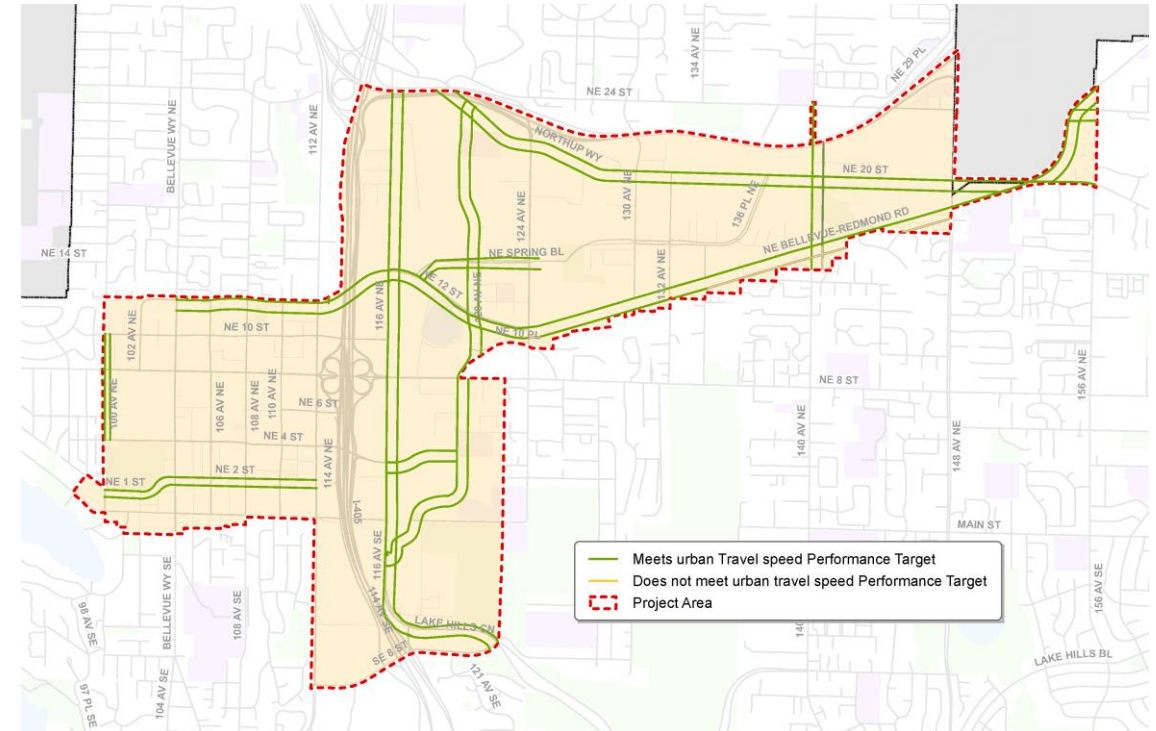 134 AV NE
NE 29 PL
NE 24 ST
BELLEVUE WY NE
112 AV NE
NORTHUP WY
NE 20 ST
130 AV NE
136 PL NE
124 AV NE
NE BELLEVUE-REDMOND RD
NE 14 ST
NE SPRING BL
NE 12 ST
120 AV NE
132 AV NE
116 AV NE
NE 10 ST
NE 10 PL
102 AV NE
100 AV NE
106 AV NE
108 AV NE
110 AV NE
NE 8 ST
156 AV NE
NE 6 ST
NE 4 ST
140 AV NE
148 AV NE
114 AV NE
NE 2 ST
NE 1 ST
I-405
MAIN ST
116 AV SE
Meets urban Travel speed Performance Target
Does not meet urban travel speed Performance Target
Project Area
BELLEVUE WY SE
108 AV SE
114 AV SE
98 AV SE
156 AV SE
LAKE HILLS CN
SE 8 ST
LAKE HILLS BL
121 AV SE
104 AV SE
97 PL SE